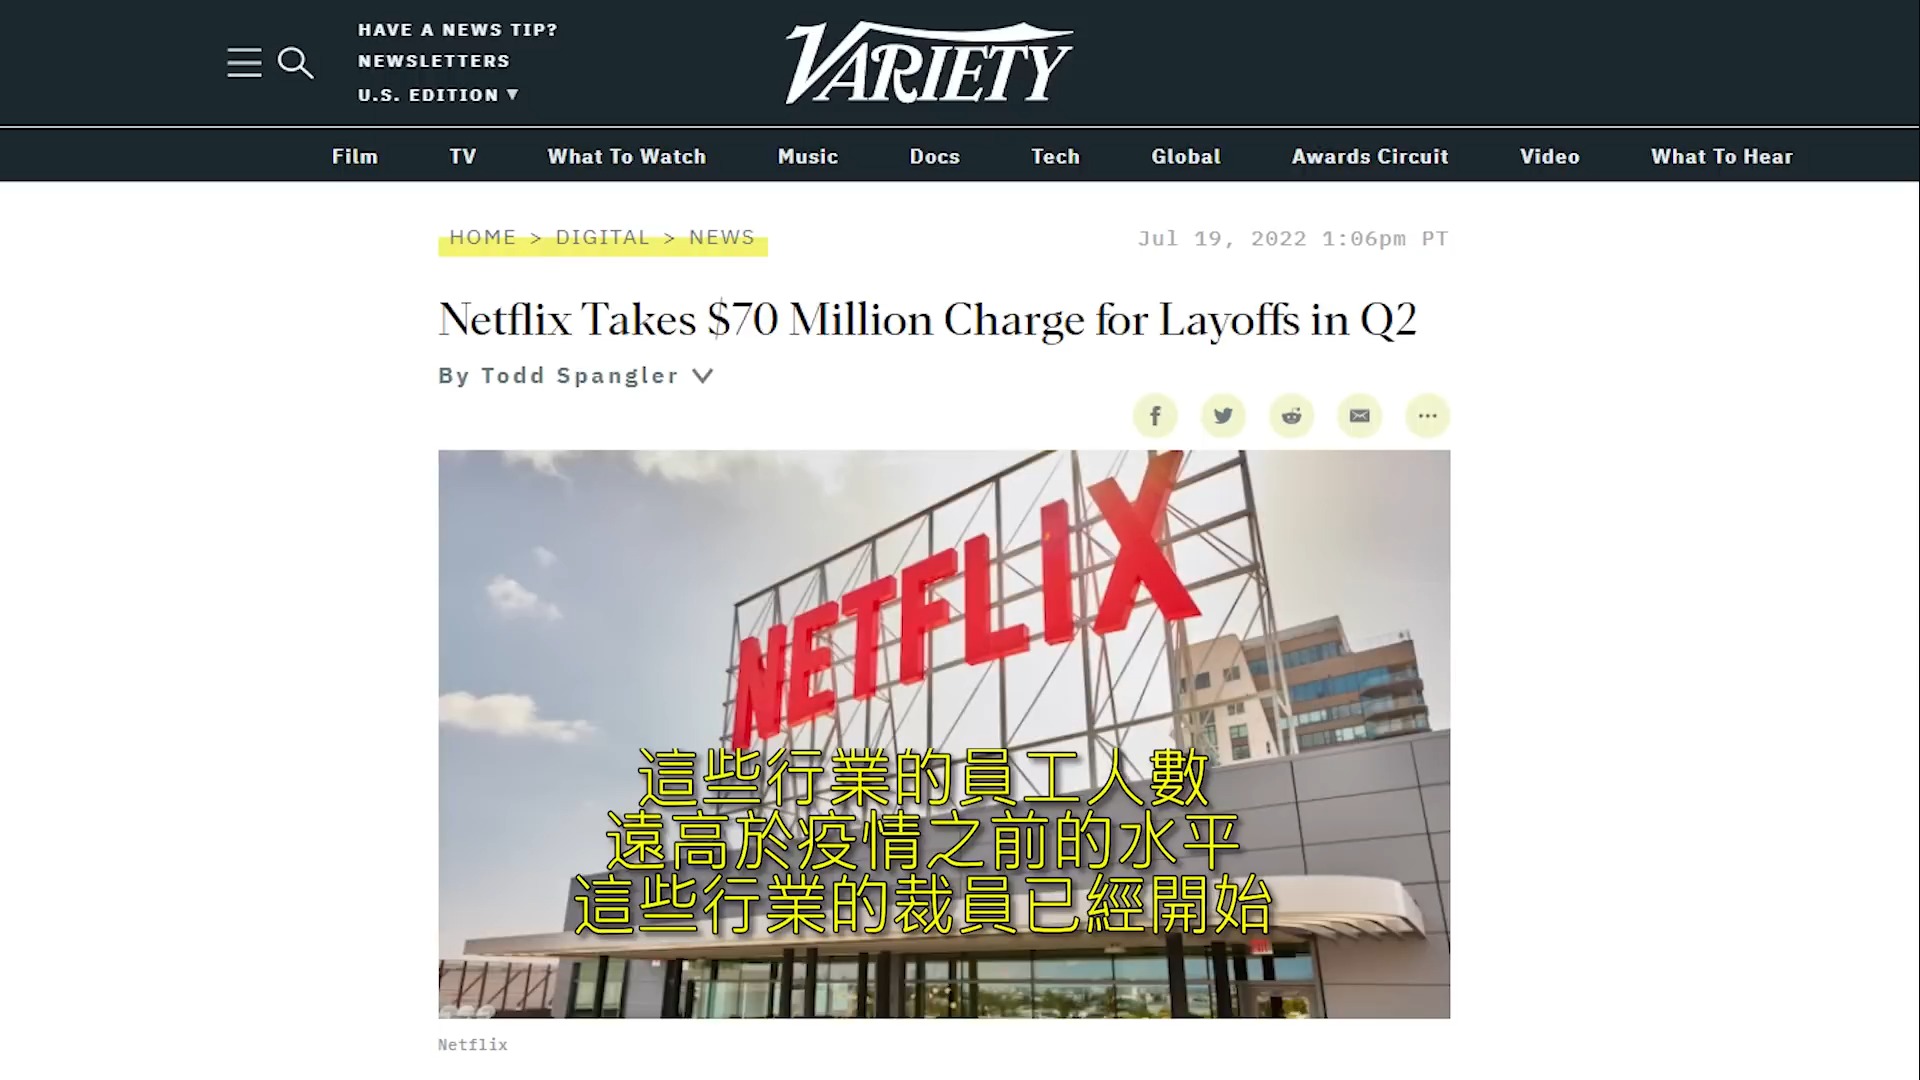 HAVE A NEWS TIP?
NEWSLETTERS
U.S. EDITION ▼
VARIETY
Film TV What To Watch Music Docs Tech Global Awards Circuit Video What To Hear
HOME > DIGITAL > NEWS
Jul 19, 2022 1:06pm PT
Netflix Takes $70 Million Charge for Layoffs in Q2
By Todd Spangler
NETFLIX
這些行業的員工人數
遠高於疫情之前的水平
這些行業的裁員已經開始
Netflix